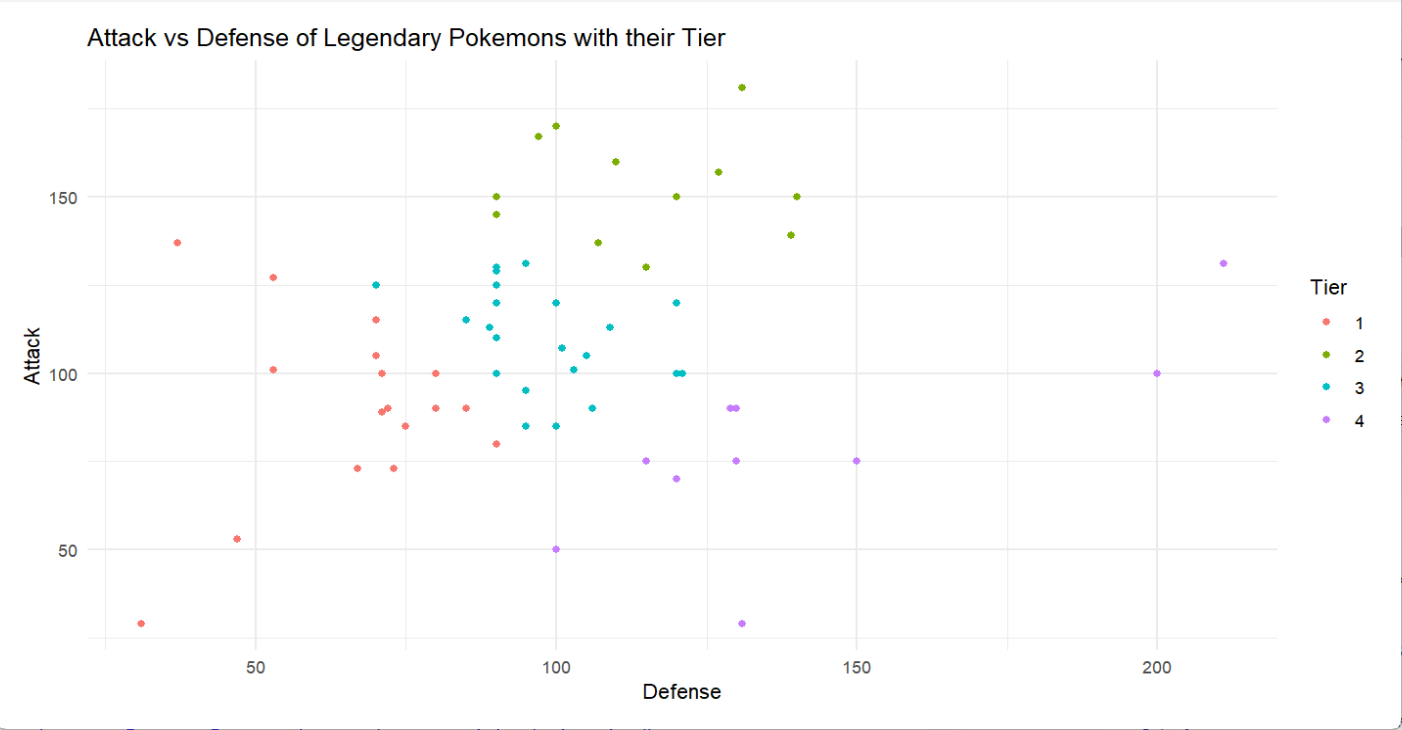 Attack vs Defense of Legendary Pokemons with their Tier
150
100
50
Attack
50
100
150
200
Defense
Tier
1
2
3
4